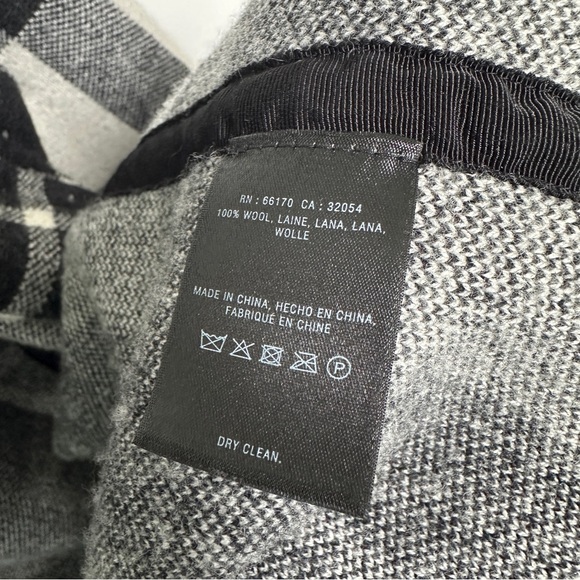 RN : 66170 CA : 32054
100% WOOL, LAINE, LANA, LANA,
WOLLE
MADE IN CHINA, HECHO EN CHINA,
FABRIQUÉ EN CHINE
P
DRY CLEAN.